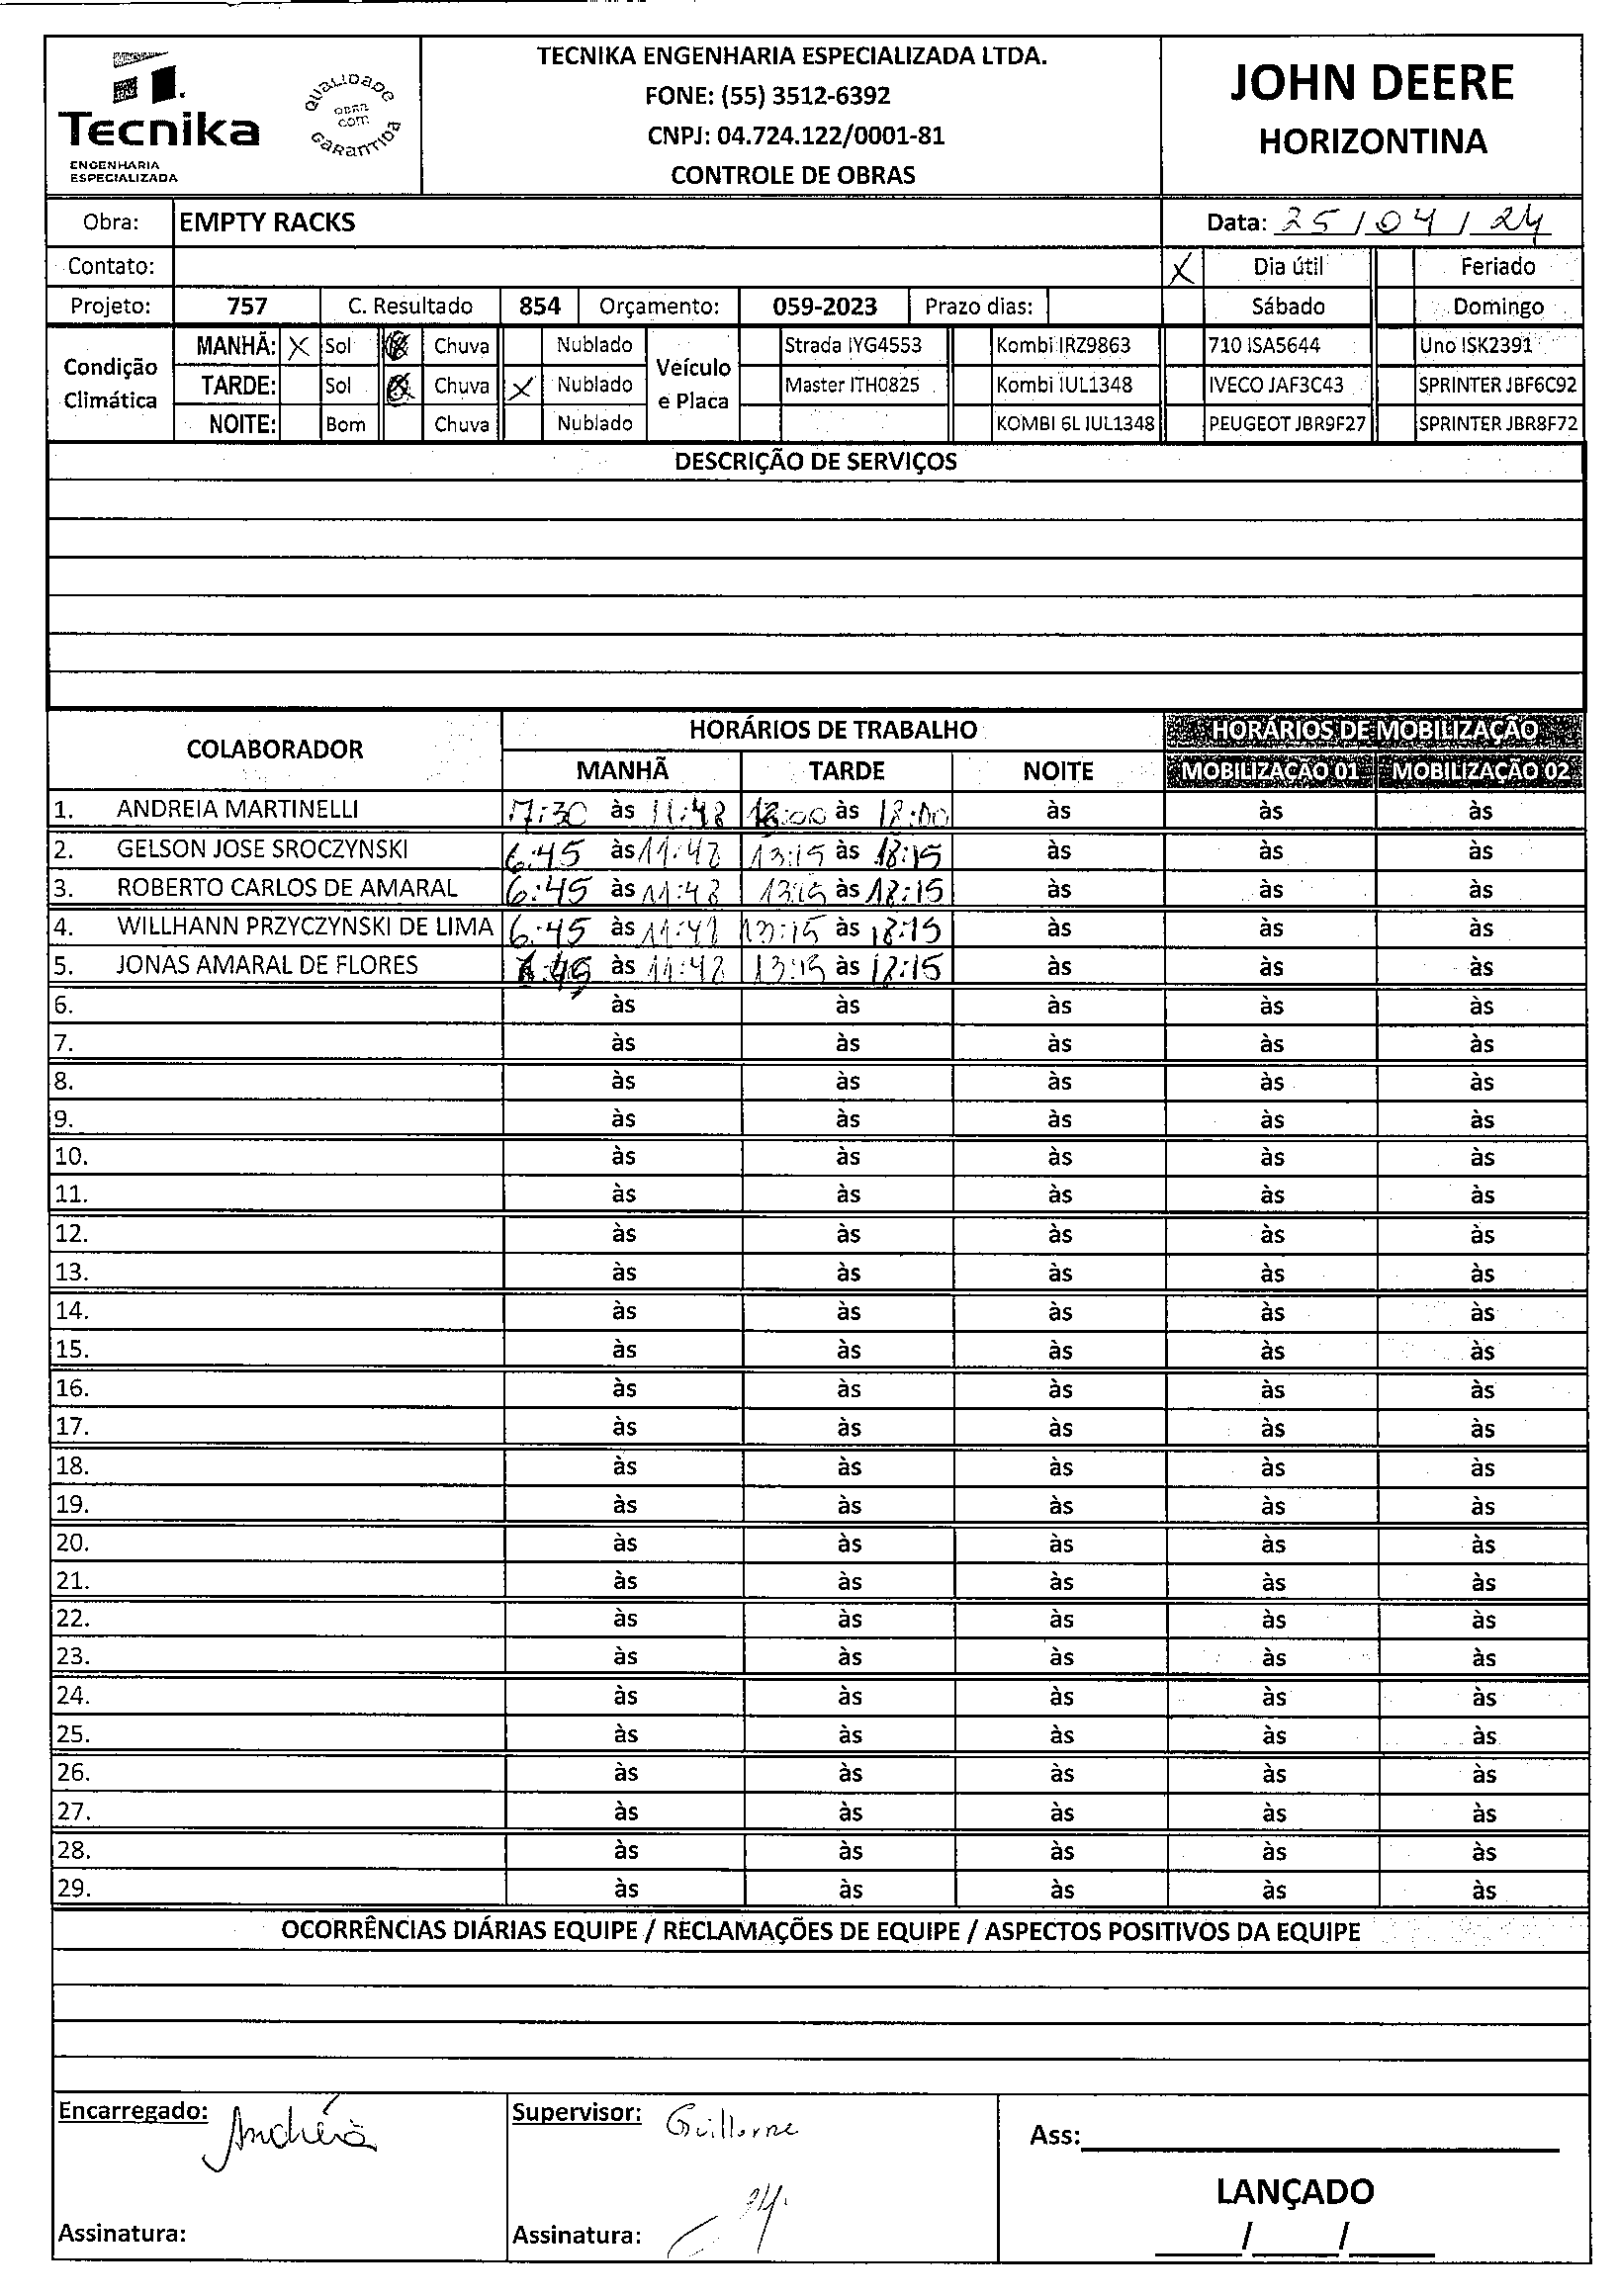 TECNIKA ENGENHARIA ESPECIALIZADA LTDA.
FONE: (55) 3512-6392
CNPJ: 04.724.122/0001-81
CONTROLE DE OBRAS
Tecnika
ENGENHARIA
ESPECIALIZADA
QUALIDADE
OBRA
COM
GARANTIDA
JOHN DEERE
HORIZONTINA
Obra: EMPTY RACKS Data: 25/04/24
Contato: X Dia útil Feriado
Projeto: 757 C. Resultado 854 Orçamento: 059-2023 Prazo dias: Sábado Domingo
Condição Climática
MANHÃ: X Sol Chuva Nublado
TARDE: Sol Chuva X Nublado
NOITE: Bom Chuva Nublado
Veículo e Placa
Strada IYG4553 Kombi IRZ9863 710 ISA5644 Uno ISK2391
Master ITH0825 Kombi IUL1348 IVECO JAF3C43 SPRINTER JBF6C92
KOMBI 6L IUL1348 PEUGEOT JBR9F27 SPRINTER JBR8F72
DESCRIÇÃO DE SERVIÇOS
COLABORADOR HORÁRIOS DE TRABALHO HORÁRIOS DE MOBILIZAÇÃO
MANHÃ TARDE NOITE MOBILIZAÇÃO 01 MOBILIZAÇÃO 02
1. ANDREIA MARTINELLI 7:30 às 11:48 13:00 às 18:00 às às às
2. GELSON JOSE SROCZYNSKI 6:45 às 11:48 13:15 às 18:15 às às às
3. ROBERTO CARLOS DE AMARAL 6:45 às 11:48 13:15 às 18:15 às às às
4. WILLHANN PRZYCZYNSKI DE LIMA 6:45 às 11:48 13:15 às 18:15 às às às
5. JONAS AMARAL DE FLORES às 11:48 13:15 às 18:15 às às às
6. às às às às às
7. às às às às às
8. às às às às às
9. às às às às às
10. às às às às às
11. às às às às às
12. às às às às às
13. às às às às às
14. às às às às às
15. às às às às às
16. às às às às às
17. às às às às às
18. às às às às às
19. às às às às às
20. às às às às às
21. às às às às às
22. às às às às às
23. às às às às às
24. às às às às às
25. às às às às às
26. às às às às às
27. às às às às às
28. às às às às às
29. às às às às às
OCORRÊNCIAS DIÁRIAS EQUIPE / RECLAMAÇÕES DE EQUIPE / ASPECTOS POSITIVOS DA EQUIPE
Encarregado: Andréia
Assinatura:
Supervisor: Guilherme
Assinatura:
Ass:
LANÇADO
/ /